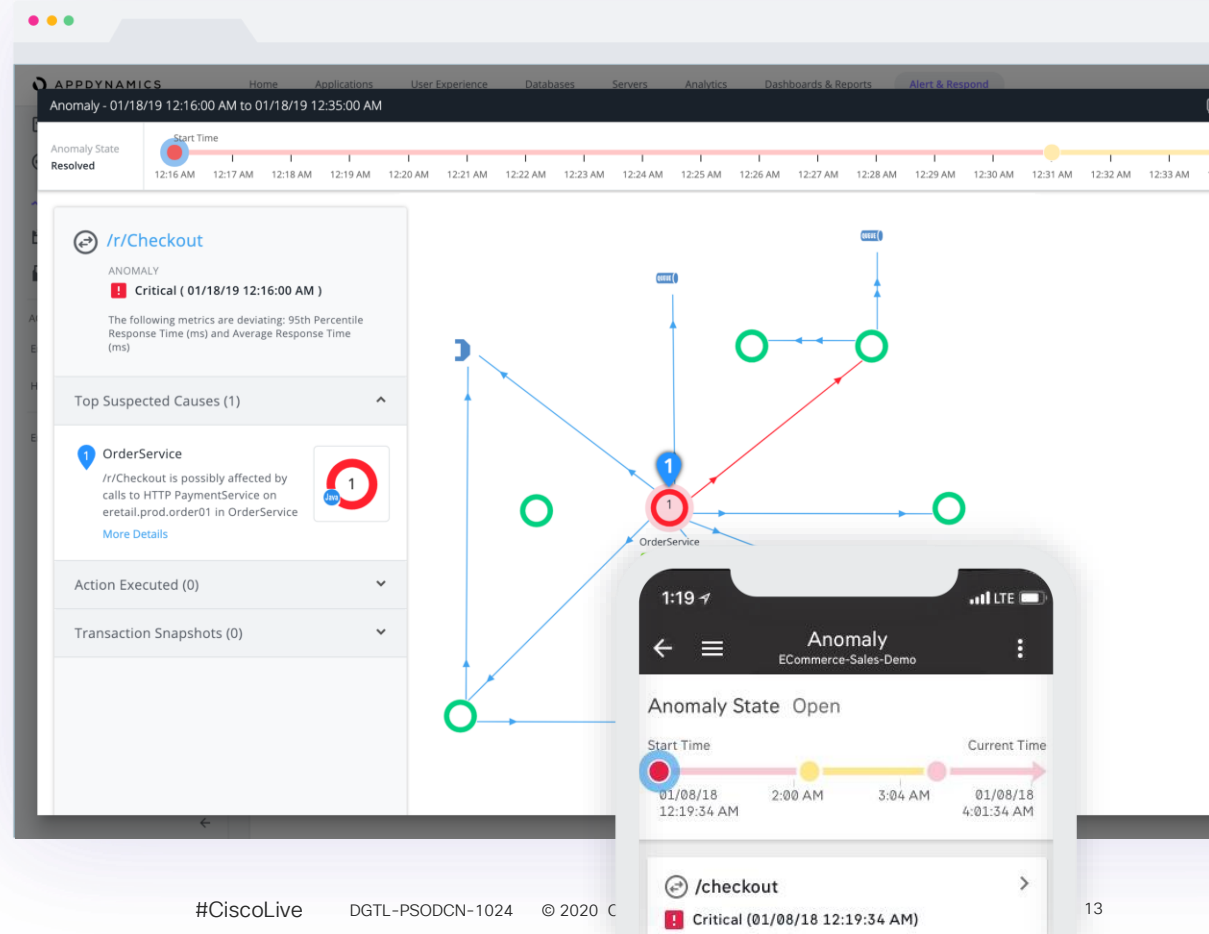 APPDYNAMICS Home Applications User Experience Databases Servers Analytics Dashboards & Reports Alert & Respond
Anomaly - 01/18/19 12:16:00 AM to 01/18/19 12:35:00 AM
Anomaly State
Resolved
Start Time
12:16 AM 12:17 AM 12:18 AM 12:19 AM 12:20 AM 12:21 AM 12:22 AM 12:23 AM 12:24 AM 12:25 AM 12:26 AM 12:27 AM 12:28 AM 12:29 AM 12:30 AM 12:31 AM 12:32 AM 12:33 AM
/r/Checkout
ANOMALY
! Critical ( 01/18/19 12:16:00 AM )
The following metrics are deviating: 95th Percentile
Response Time (ms) and Average Response Time
(ms)
Top Suspected Causes (1)
1 OrderService
/r/Checkout is possibly affected by
calls to HTTP PaymentService on
eretail.prod.order01 in OrderService
More Details
1
Java
Action Executed (0)
Transaction Snapshots (0)
QUEUE
QUEUE
1
1
OrderService
1:19 LTE
Anomaly
ECommerce-Sales-Demo
Anomaly State Open
Start Time Current Time
01/08/18 2:00 AM 3:04 AM 01/08/18
12:19:34 AM 4:01:34 AM
/checkout
! Critical (01/08/18 12:19:34 AM)
#CiscoLive DGTL-PSODCN-1024 © 2020 13